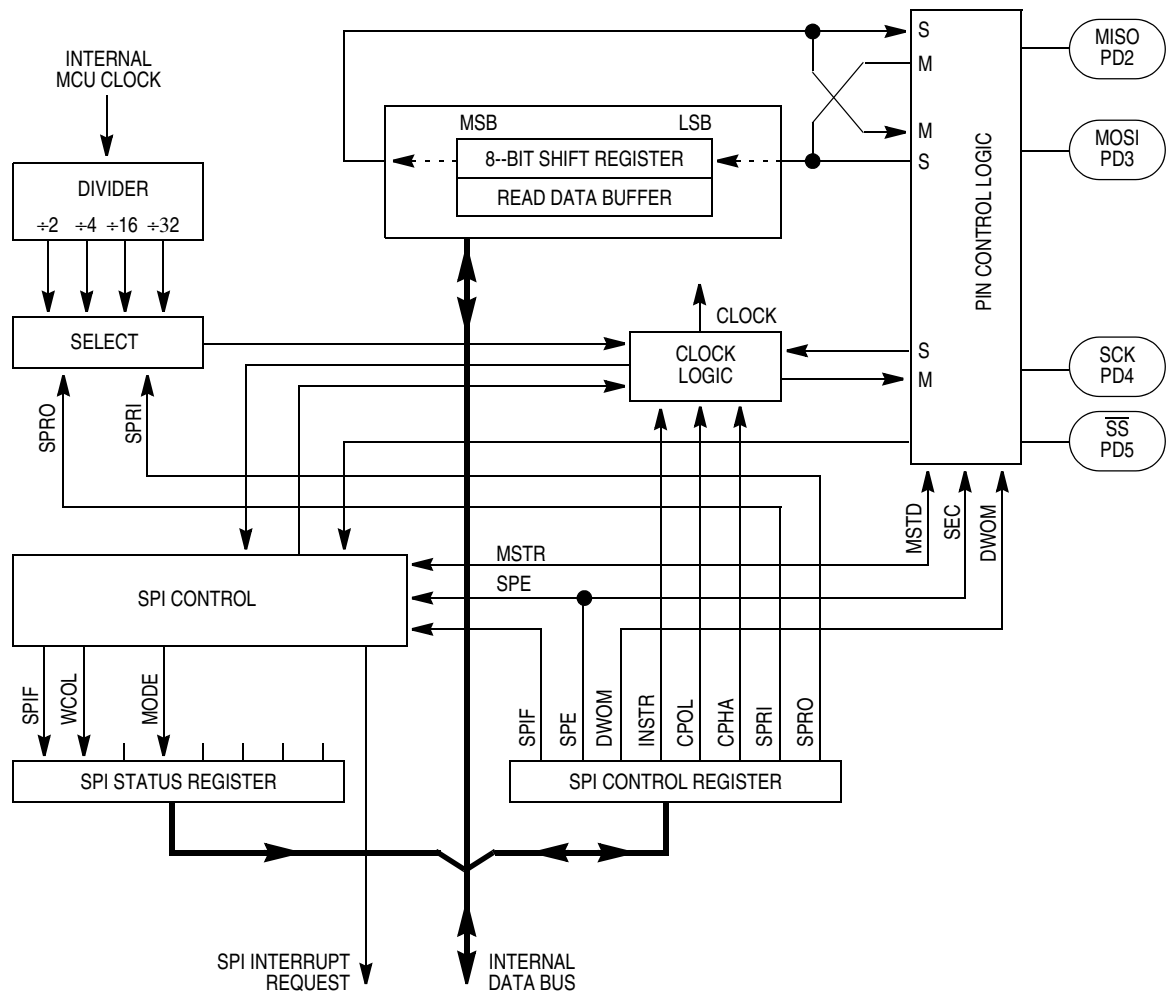 INTERNAL
MCU CLOCK
DIVIDER
÷2 ÷4 ÷16 ÷32
SELECT
SPRO
SPRI
MSB LSB
8--BIT SHIFT REGISTER
READ DATA BUFFER
S
M
M
S
PIN CONTROL LOGIC
MISO
PD2
MOSI
PD3
CLOCK
CLOCK
LOGIC
S
M
SCK
PD4
SS
PD5
MSTD
SEC
DWOM
MSTR
SPE
SPI CONTROL
SPIF
WCOL
MODE
SPIF
SPE
DWOM
INSTR
CPOL
CPHA
SPRI
SPRO
SPI STATUS REGISTER
SPI CONTROL REGISTER
SPI INTERRUPT
REQUEST
INTERNAL
DATA BUS